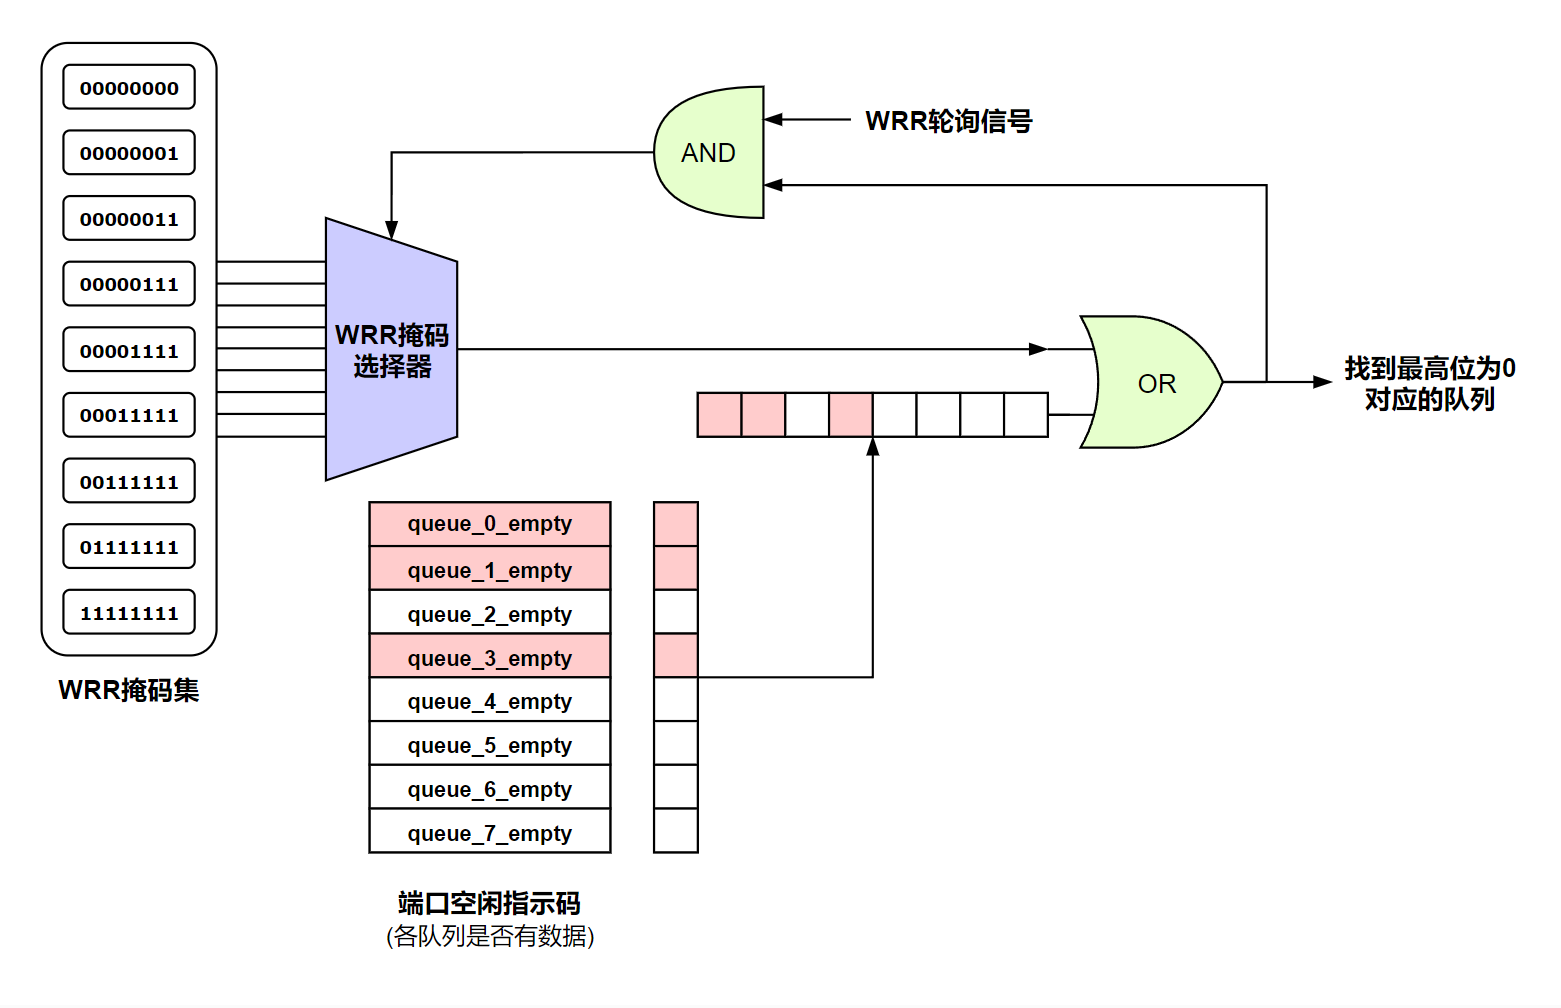 00000000
00000001
00000011
00000111
00001111
00011111
00111111
01111111
11111111
WRR掩码集
WRR掩码
选择器
AND
WRR轮询信号
OR
找到最高位为0
对应的队列
queue_0_empty
queue_1_empty
queue_2_empty
queue_3_empty
queue_4_empty
queue_5_empty
queue_6_empty
queue_7_empty
端口空闲指示码
(各队列是否有数据)